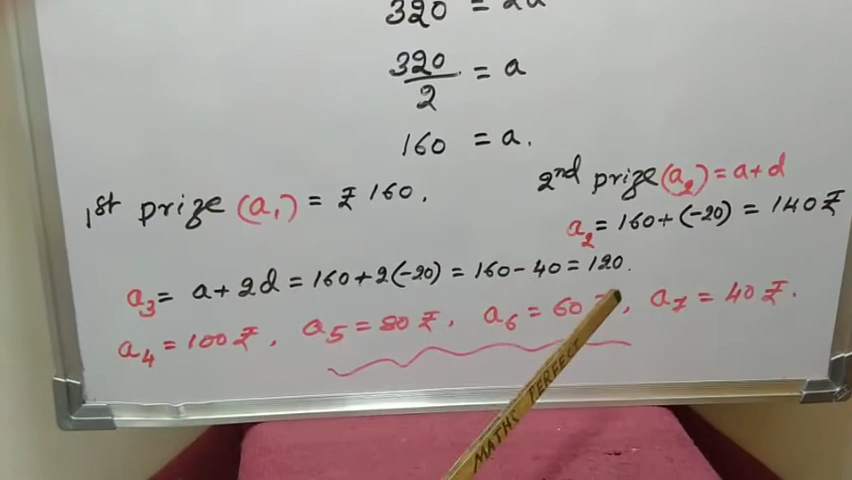 320 = 2a
320/2 = a
160 = a.
1st prize (a₁) = ₹ 160.
2nd prize (a₂) = a+d
a₂ = 160+(-20) = 140 ₹
a₃ = a+2d = 160+2(-20) = 160-40 = 120.
a₄ = 100 ₹, a₅ = 80 ₹, a₆ = 60 ₹, a₇ = 40 ₹.
MATHS PERFECT